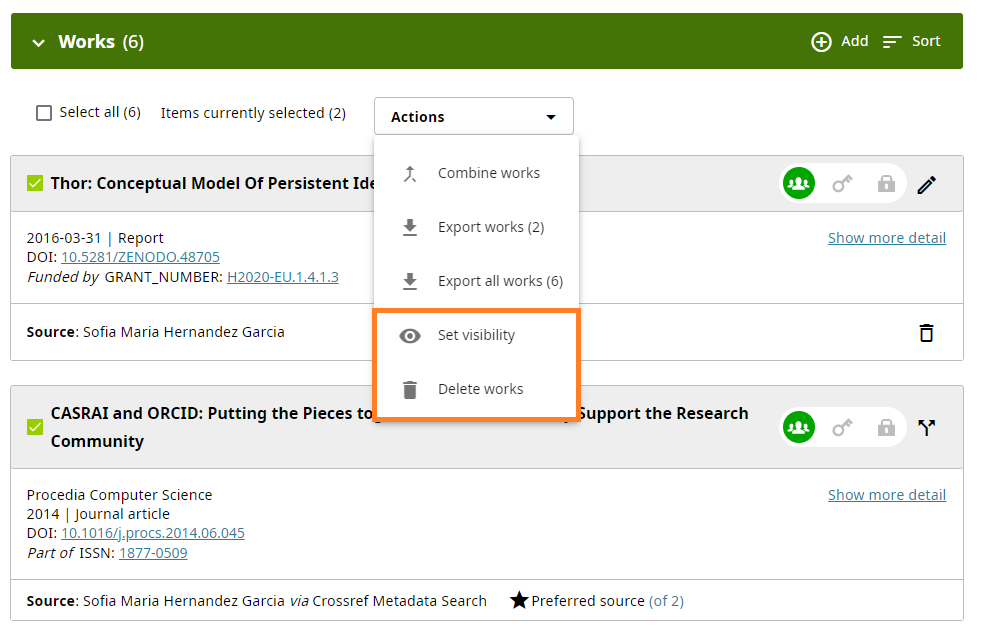 Works (6)
Add
Sort
Select all (6)
Items currently selected (2)
Actions
Combine works
Export works (2)
Export all works (6)
Set visibility
Delete works
Thor: Conceptual Model Of Persistent Ide
2016-03-31 | Report
Show more detail
DOI: 10.5281/ZENODO.48705
Funded by GRANT_NUMBER: H2020-EU.1.4.1.3
Source: Sofia Maria Hernandez Garcia
CASRAI and ORCID: Putting the Pieces to Support the Research
Community
Procedia Computer Science
Show more detail
2014 | Journal article
DOI: 10.1016/j.procs.2014.06.045
Part of ISSN: 1877-0509
Source: Sofia Maria Hernandez Garcia via Crossref Metadata Search
Preferred source (of 2)